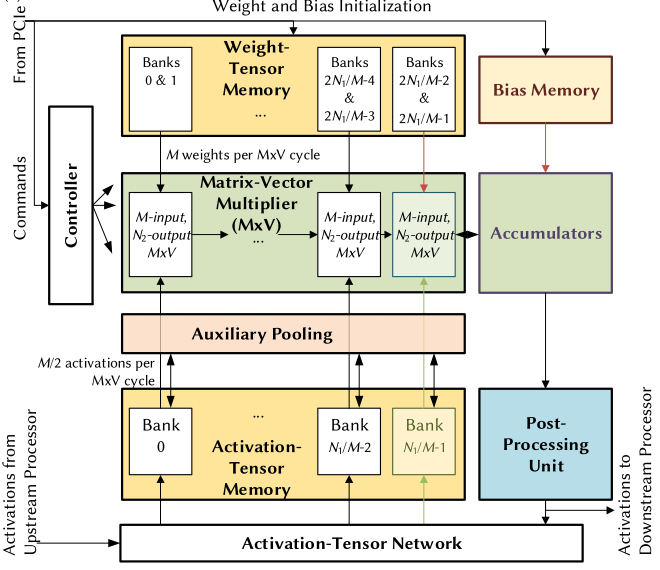 Weight and Bias Initialization
From PCIe
Commands
Controller
Banks
0 & 1
Weight-
Tensor
Memory
...
Banks
2N₁/M-4
&
2N₁/M-3
Banks
2N₁/M-2
&
2N₁/M-1
Bias Memory
M weights per MxV cycle
Matrix-Vector
Multiplier
(MxV)
...
M-input,
N₂-output
MxV
M-input,
N₂-output
MxV
M-input,
N₂-output
MxV
Accumulators
Auxiliary Pooling
M/2 activations per
MxV cycle
Bank
0
...
Activation-
Tensor
Memory
Bank
N₁/M-2
Bank
N₁/M-1
Post-
Processing
Unit
Activations from
Upstream Processor
Activations to
Downstream Processor
Activation-Tensor Network